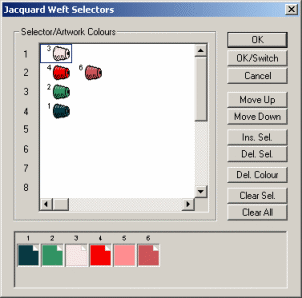 Jacquard Weft Selectors
Selector/Artwork Colours
OK
1 3
OK/Switch
2 4 6
Cancel
3 2
Move Up
4 1
Move Down
5
Ins. Sel.
6
Del. Sel.
7
Del. Colour
8
Clear Sel.
Clear All
1 2 3 4 5 6